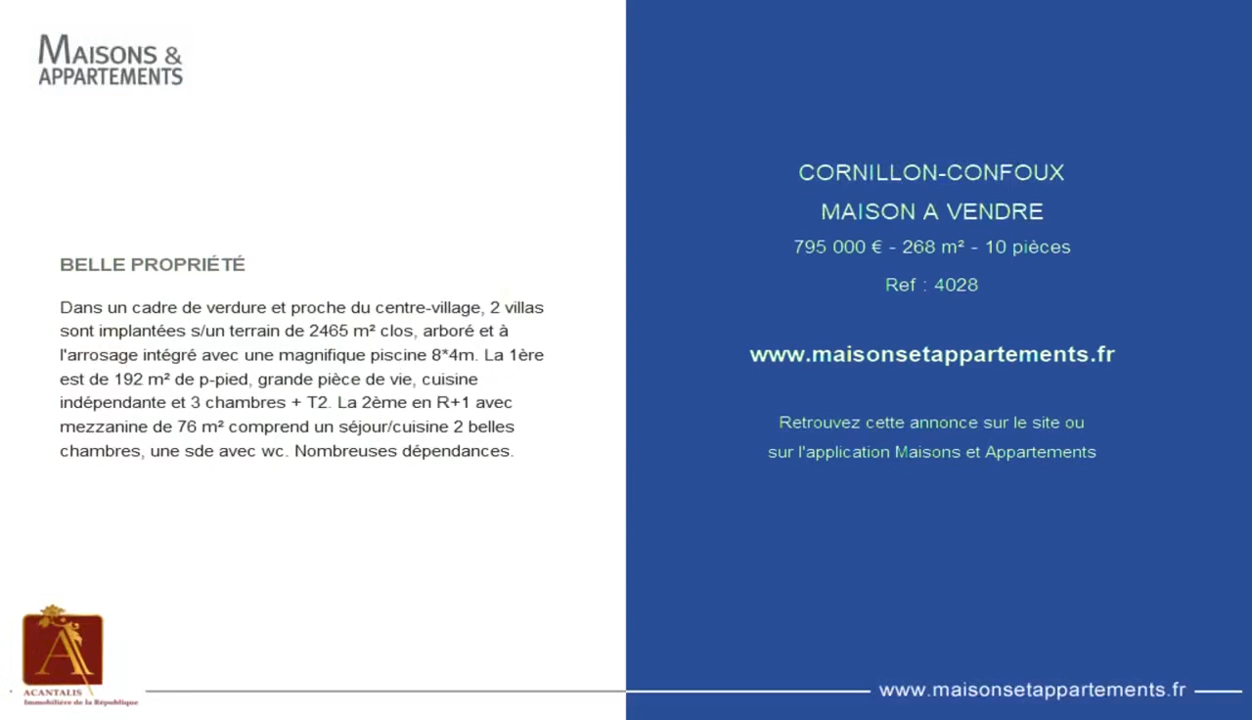 MAISONS &
APPARTEMENTS
BELLE PROPRIÉTÉ
Dans un cadre de verdure et proche du centre-village, 2 villas
sont implantées s/un terrain de 2465 m² clos, arboré et à
l'arrosage intégré avec une magnifique piscine 8*4m. La 1ère
est de 192 m² de p-pied, grande pièce de vie, cuisine
indépendante et 3 chambres + T2. La 2ème en R+1 avec
mezzanine de 76 m² comprend un séjour/cuisine 2 belles
chambres, une sde avec wc. Nombreuses dépendances.
A
ACANTALIS
Immobilière de la République
CORNILLON-CONFOUX
MAISON A VENDRE
795 000 € - 268 m² - 10 pièces
Ref : 4028
www.maisonsetappartements.fr
Retrouvez cette annonce sur le site ou
sur l'application Maisons et Appartements
www.maisonsetappartements.fr